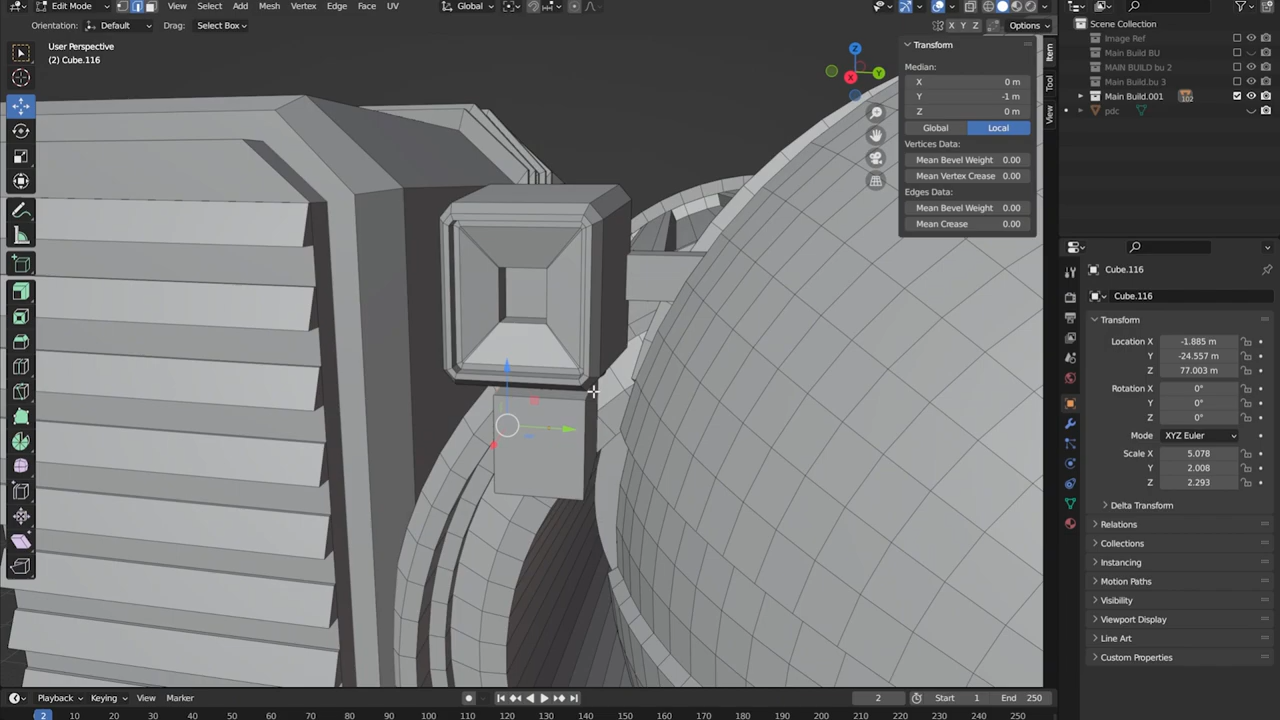 Edit Mode View Select Add Mesh Vertex Edge Face UV Global
Orientation: Default Drag: Select Box X Y Z Options
User Perspective
(2) Cube.116
Z
Y
X
Transform
Median:
X 0 m
Y -1 m
Z 0 m
Global Local
Vertices Data:
Mean Bevel Weight 0.00
Mean Vertex Crease 0.00
Edges Data:
Mean Bevel Weight 0.00
Mean Crease 0.00
Item
Tool
View
Scene Collection
Image Ref
Main Build BU
MAIN BUILD bu 2
Main Build.bu 3
Main Build.001 102
pdc
Cube.116
Cube.116
Transform
Location X -1.885 m
Y -24.557 m
Z 77.003 m
Rotation X 0°
Y 0°
Z 0°
Mode XYZ Euler
Scale X 5.078
Y 2.008
Z 2.293
Delta Transform
Relations
Collections
Instancing
Motion Paths
Visibility
Viewport Display
Line Art
Custom Properties
Playback Keying View Marker 2 Start 1 End 250
2 10 20 30 40 50 60 70 80 90 100 110 120 130 140 150 160 170 180 190 200 210 220 230 240 250